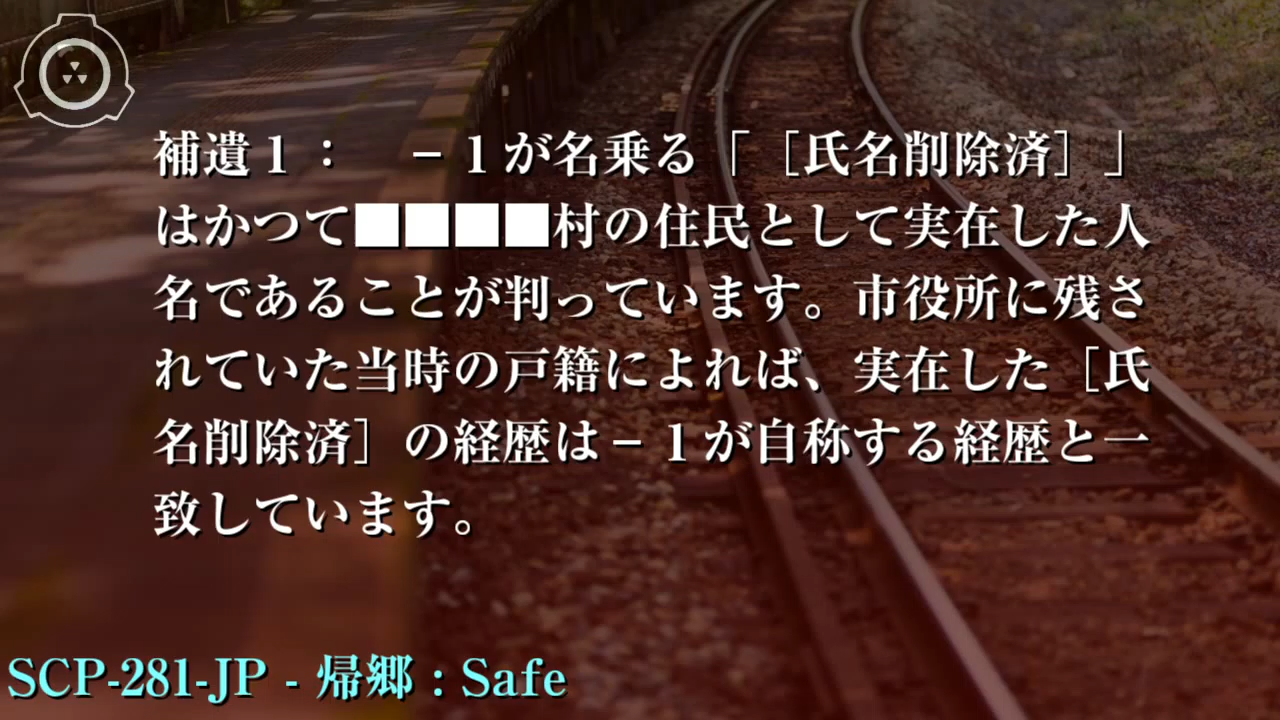 補遺１：　－１が名乗る「［氏名削除済］」
はかつて■■■■村の住民として実在した人
名であることが判っています。市役所に残さ
れていた当時の戸籍によれば、実在した［氏
名削除済］の経歴は－１が自称する経歴と一
致しています。
SCP-281-JP - 帰郷：Safe